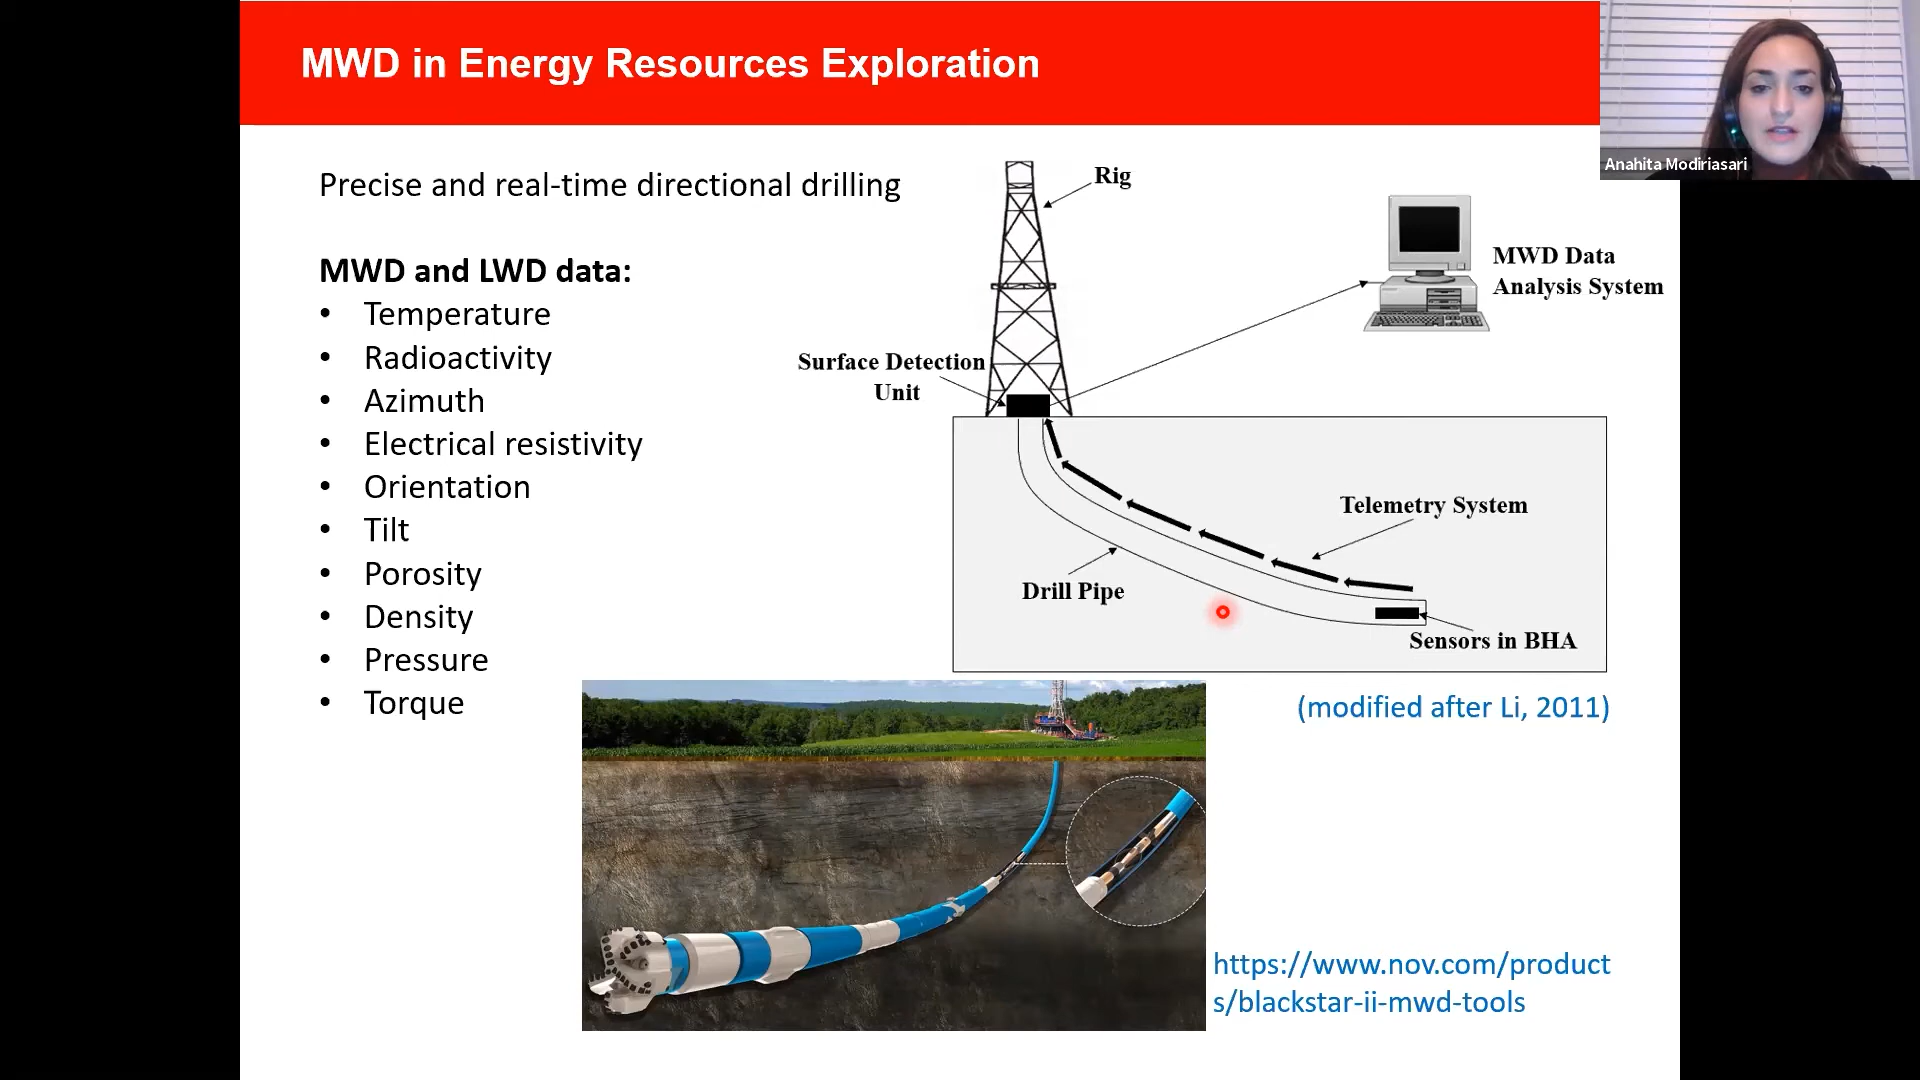 MWD in Energy Resources Exploration
Anahita Modiriasari
Precise and real-time directional drilling
MWD and LWD data:
• Temperature
• Radioactivity
• Azimuth
• Electrical resistivity
• Orientation
• Tilt
• Porosity
• Density
• Pressure
• Torque
Rig
MWD Data
Analysis System
Surface Detection
Unit
Telemetry System
Drill Pipe
Sensors in BHA
(modified after Li, 2011)
https://www.nov.com/product
s/blackstar-ii-mwd-tools